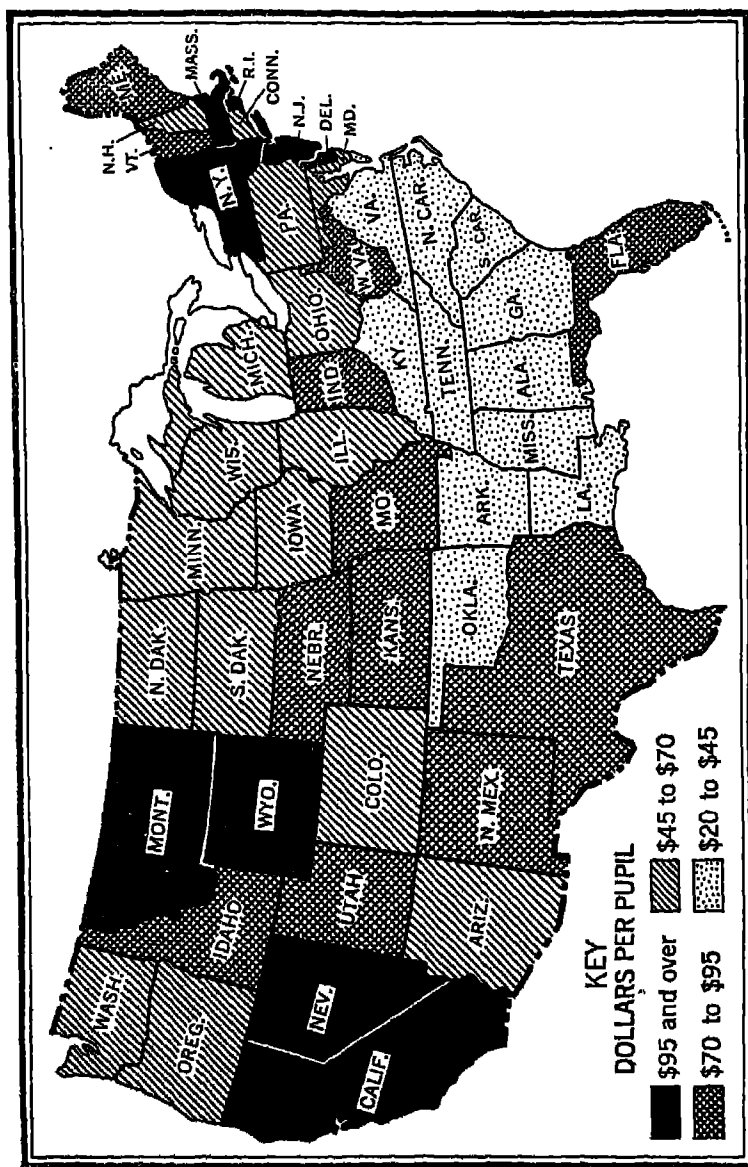 WASH.
OREG.
CALIF.
NEV.
IDAHO
MONT.
WYO.
UTAH
ARIZ.
COLO.
N. MEX.
N. DAK.
S. DAK.
NEBR.
KANS.
OKLA.
TEXAS
MINN.
IOWA
MO.
ARK.
LA.
WIS.
ILL.
MICH.
IND.
OHIO
KY.
TENN.
MISS.
ALA.
GA.
FLA.
S. CAR.
N. CAR.
VA.
W. VA.
PA.
N.Y.
VT.
N.H.
ME.
MASS.
R.I.
CONN.
N.J.
DEL.
MD.
KEY
DOLLARS PER PUPIL
$95 and over
$45 to $70
$70 to $95
$20 to $45